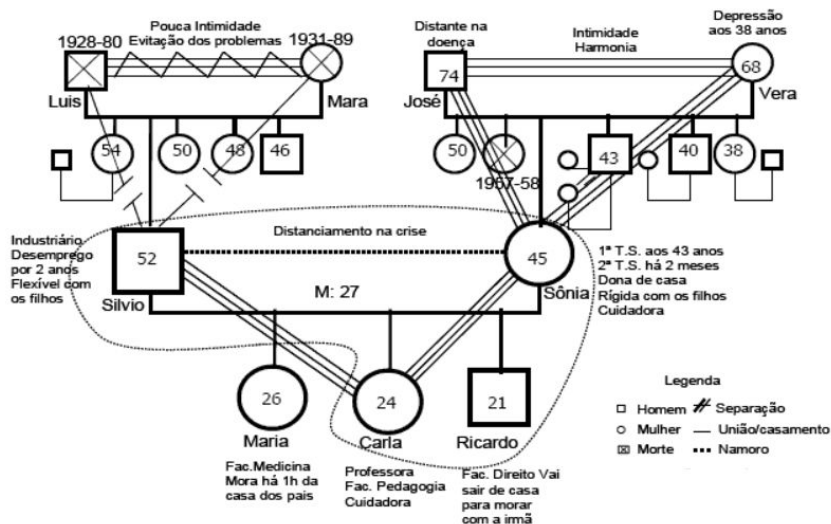 Pouca Intimidade
Evitação dos problemas
1928-80
1931-89
Luis
Mara
Distante na
doença
74
José
Intimidade
Harmonia
Depressão
aos 38 anos
68
Vera
54
50
48
46
50
1957-58
43
40
38
Distanciamento na crise
Industriário
Desemprego
por 2 anos
Flexível com
os filhos
52
Silvio
M: 27
45
Sônia
1ª T.S. aos 43 anos
2ª T.S. há 2 meses
Dona de casa
Rígida com os filhos
Cuidadora
26
Maria
Fac.Medicina
Mora há 1h da
casa dos pais
24
Carla
Professora
Fac. Pedagogia
Cuidadora
21
Ricardo
Fac. Direito Vai
sair de casa
para morar
com a irmã
Legenda
Homem
Separação
Mulher
União/casamento
Morte
Namoro